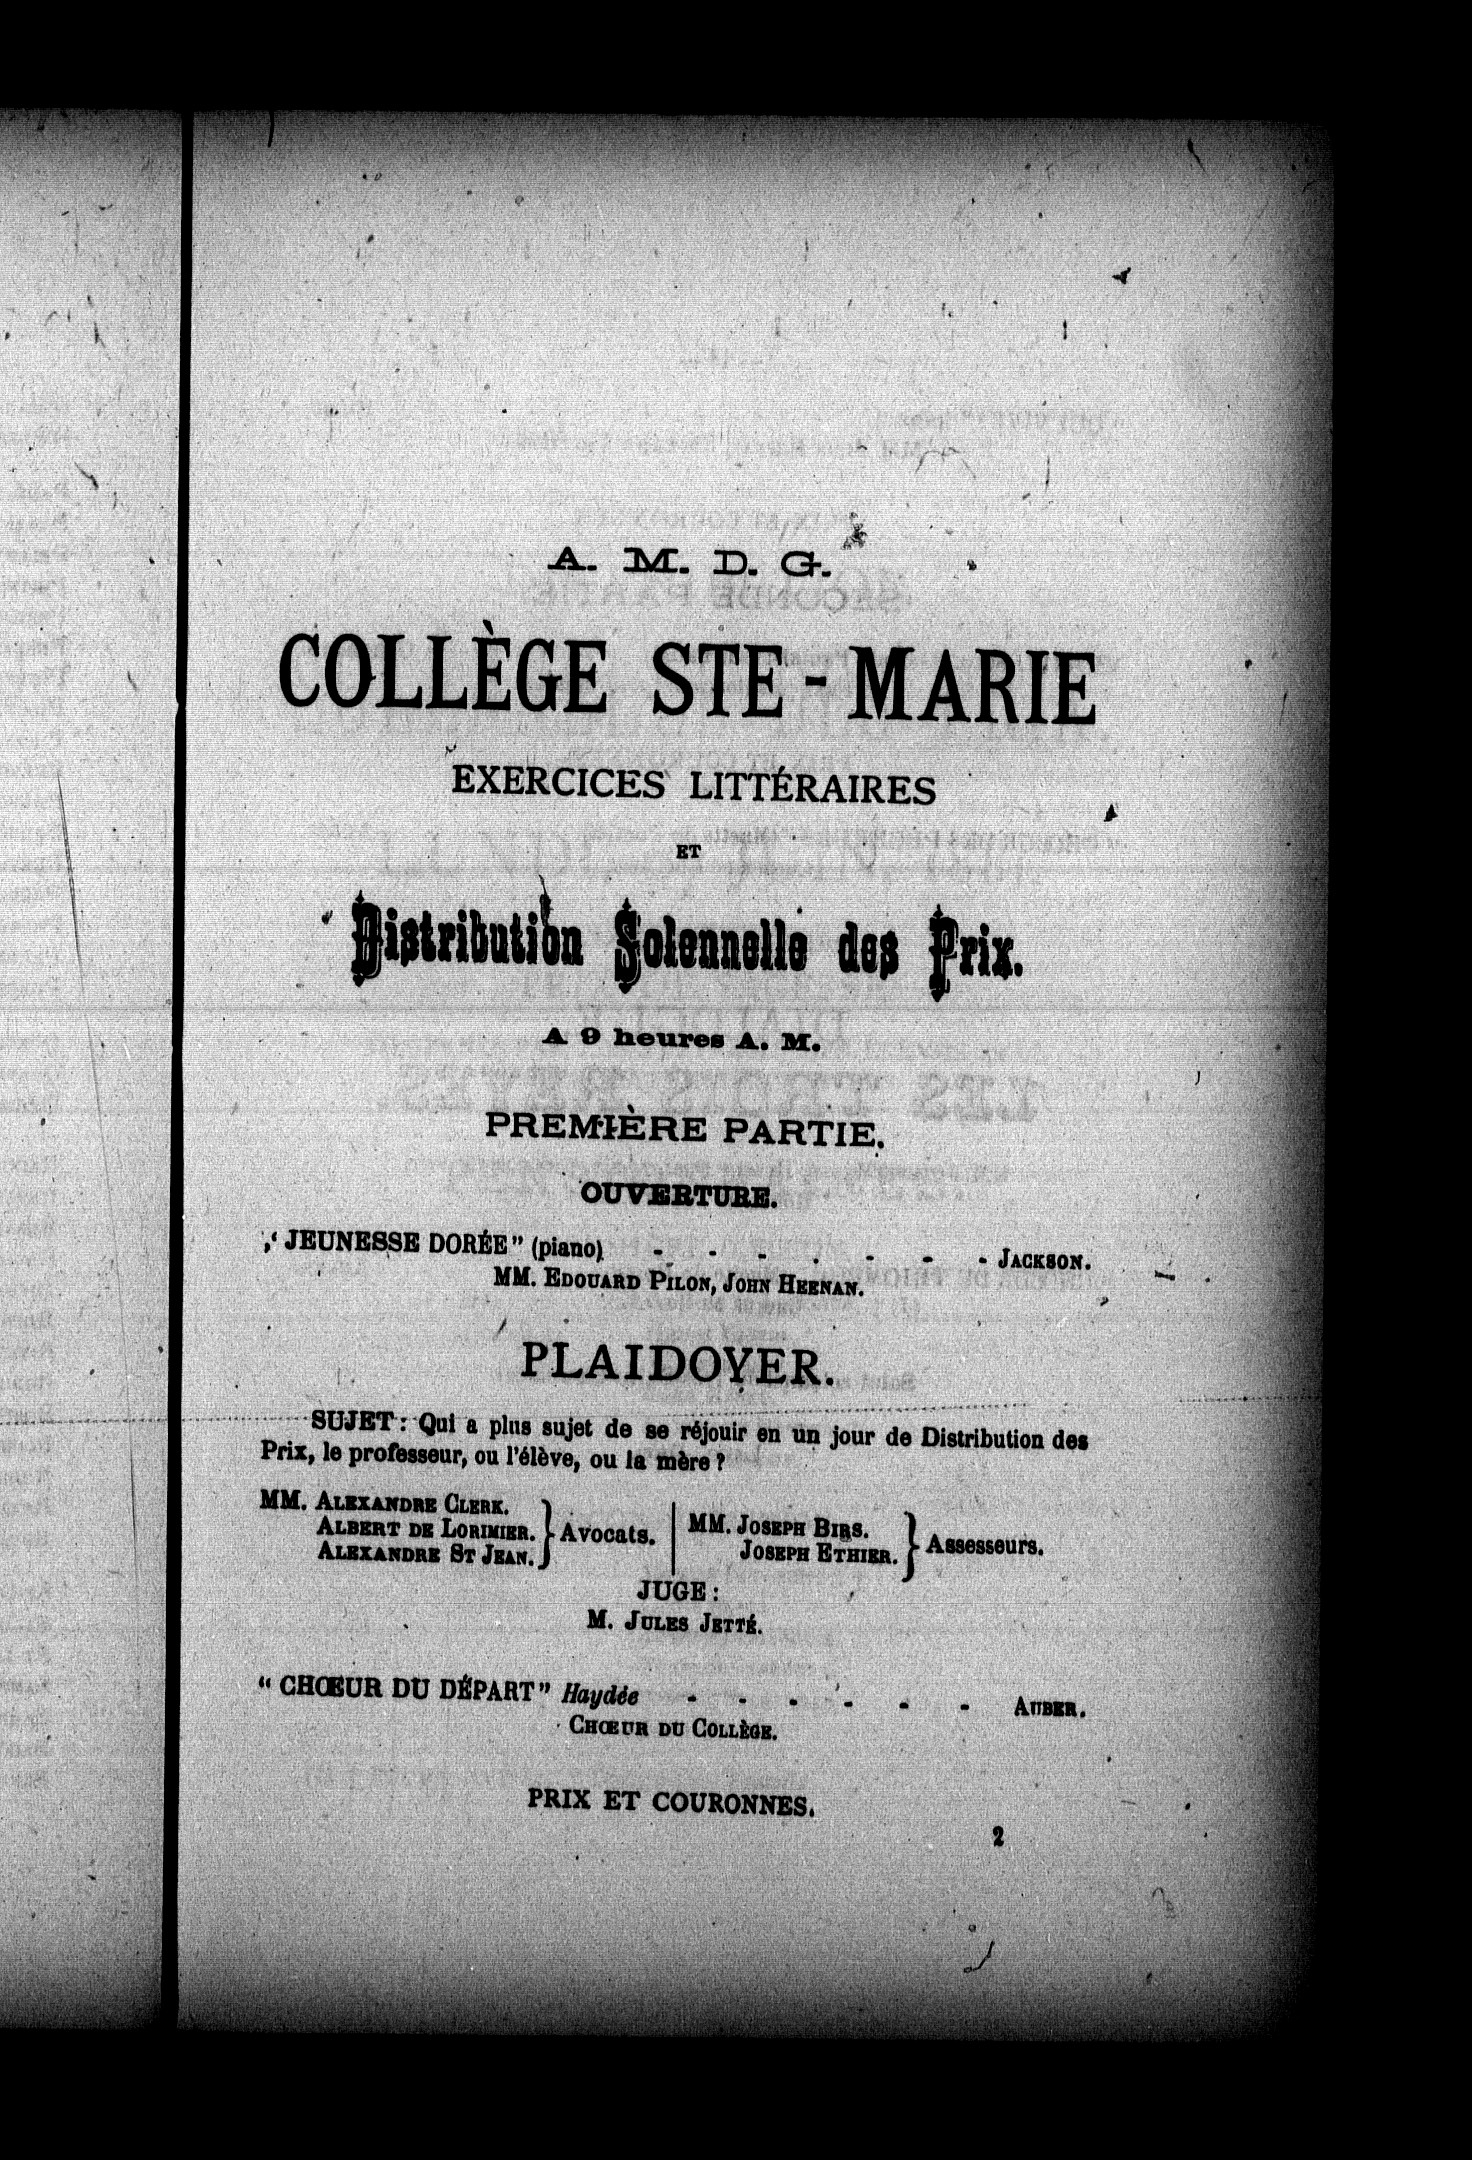 A. M. D. G.
COLLÈGE STE-MARIE
EXERCICES LITTÉRAIRES
ET
Distribution Solennelle des Prix.
A 9 heures A. M.
PREMIÈRE PARTIE.
OUVERTURE.
“ JEUNESSE DORÉE” (piano) - - - - - - - JACKSON.
MM. EDOUARD PILON, JOHN HEENAN.
PLAIDOYER.
SUJET : Qui a plus sujet de se réjouir en un jour de Distribution des
Prix, le professeur, ou l'élève, ou la mère ?
MM. ALEXANDRE CLERK.
ALBERT DE LORIMIER.
ALEXANDRE ST JEAN.
Avocats.
MM. JOSEPH BIRS.
JOSEPH ETHIER.
Assesseurs.
JUGE :
M. JULES JETTÉ.
“ CHŒUR DU DÉPART” Haydée - - - - - - AUBER.
CHŒUR DU COLLÈGE.
PRIX ET COURONNES.
2